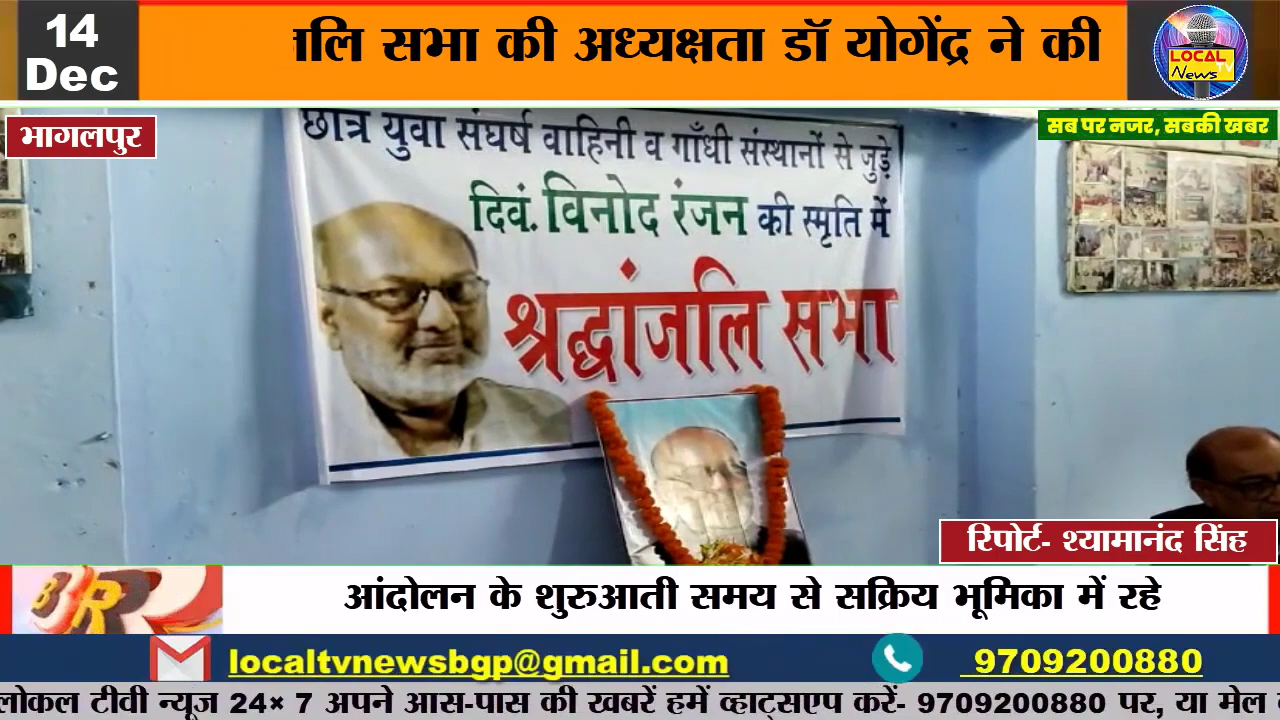 14
Dec
लि सभा की अध्यक्षता डॉ योगेंद्र ने की
LOCAL
TV
News
भागलपुर
सब पर नजर, सबकी खबर
छात्र युवा संघर्ष वाहिनी व गाँधी संस्थानों से जुड़े
दिवं. विनोद रंजन की स्मृति में
श्रद्धांजलि सभा
रिपोर्ट- श्यामानंद सिंह
BR
आंदोलन के शुरुआती समय से सक्रिय भूमिका में रहे
localtvnewsbgp@gmail.com
9709200880
लोकल टीवी न्यूज 24× 7 अपने आस-पास की खबरें हमें व्हाट्सएप करें- 9709200880 पर, या मेल